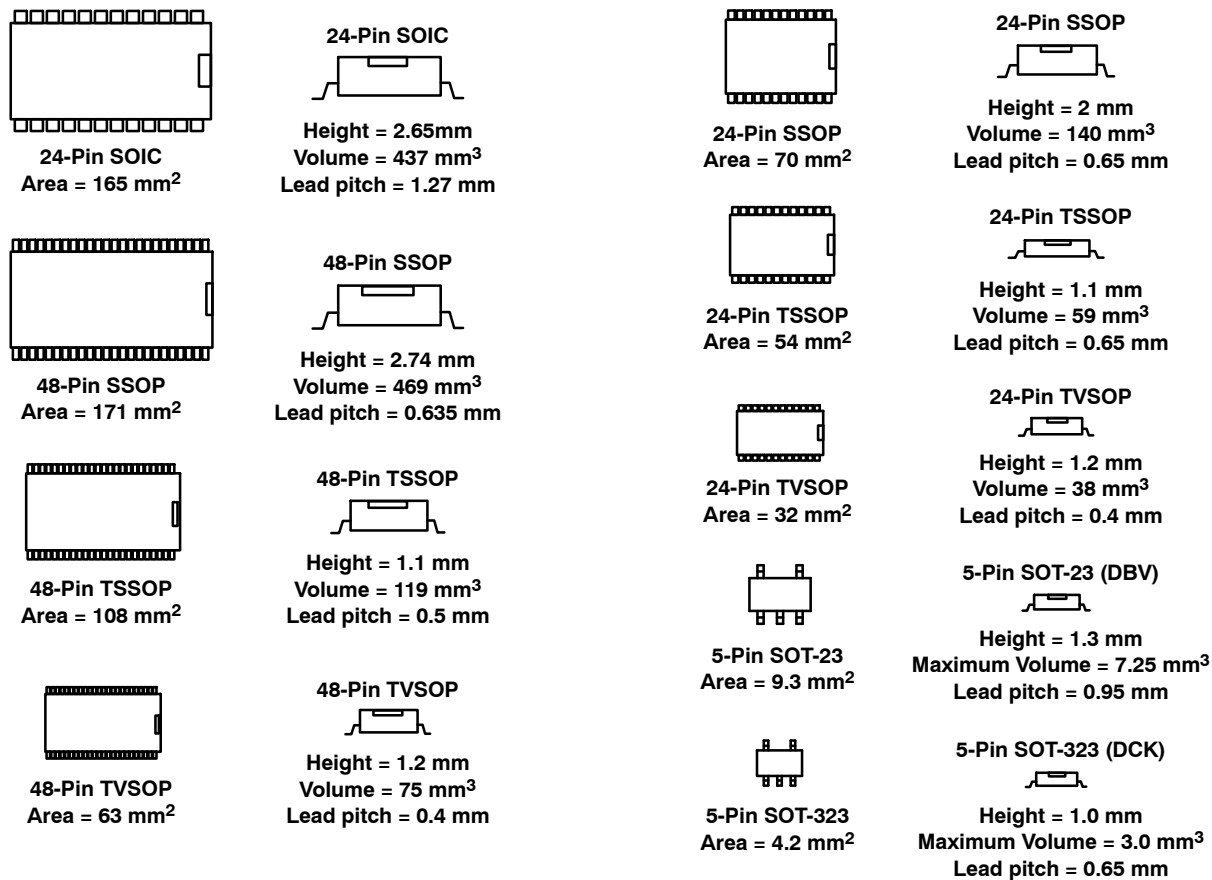 24-Pin SOIC
Area = 165 mm²
24-Pin SOIC
Height = 2.65mm
Volume = 437 mm³
Lead pitch = 1.27 mm
48-Pin SSOP
Area = 171 mm²
48-Pin SSOP
Height = 2.74 mm
Volume = 469 mm³
Lead pitch = 0.635 mm
48-Pin TSSOP
Area = 108 mm²
48-Pin TSSOP
Height = 1.1 mm
Volume = 119 mm³
Lead pitch = 0.5 mm
48-Pin TVSOP
Area = 63 mm²
48-Pin TVSOP
Height = 1.2 mm
Volume = 75 mm³
Lead pitch = 0.4 mm
24-Pin SSOP
Area = 70 mm²
24-Pin SSOP
Height = 2 mm
Volume = 140 mm³
Lead pitch = 0.65 mm
24-Pin TSSOP
Area = 54 mm²
24-Pin TSSOP
Height = 1.1 mm
Volume = 59 mm³
Lead pitch = 0.65 mm
24-Pin TVSOP
Area = 32 mm²
24-Pin TVSOP
Height = 1.2 mm
Volume = 38 mm³
Lead pitch = 0.4 mm
5-Pin SOT-23
Area = 9.3 mm²
5-Pin SOT-23 (DBV)
Height = 1.3 mm
Maximum Volume = 7.25 mm³
Lead pitch = 0.95 mm
5-Pin SOT-323
Area = 4.2 mm²
5-Pin SOT-323 (DCK)
Height = 1.0 mm
Maximum Volume = 3.0 mm³
Lead pitch = 0.65 mm